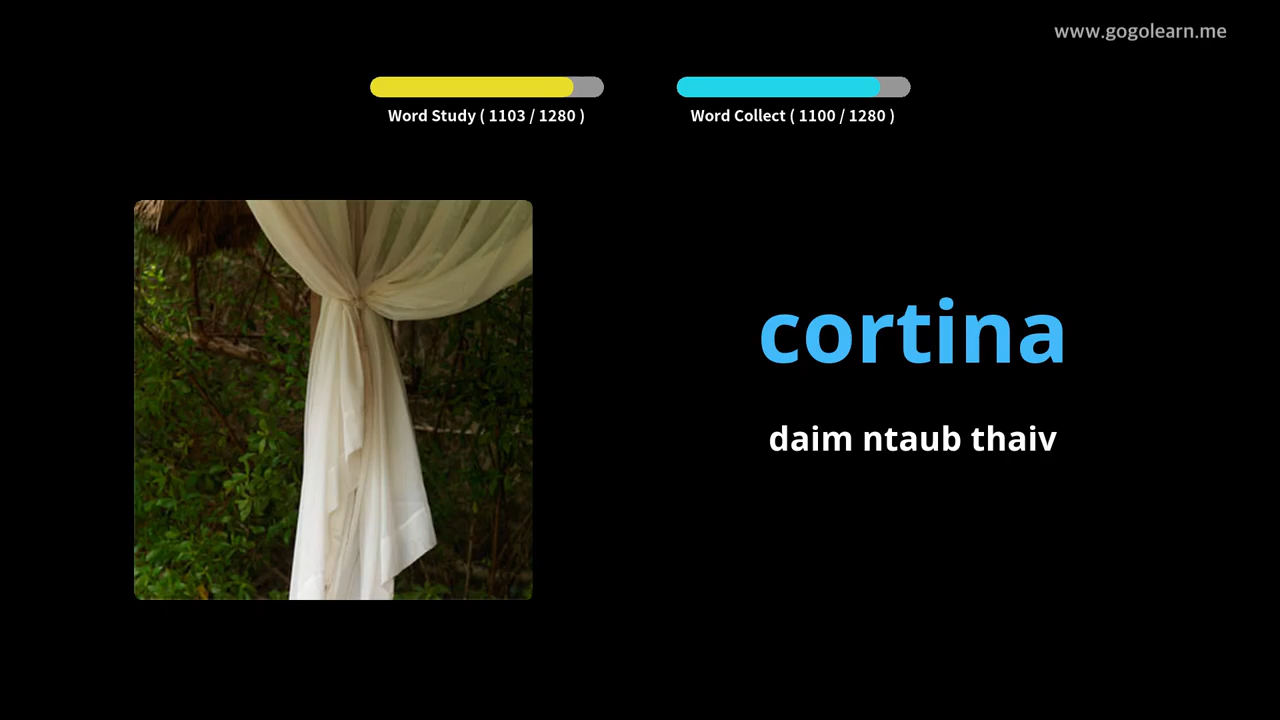 www.gogolearn.me
Word Study ( 1103 / 1280 )
Word Collect ( 1100 / 1280 )
cortina
daim ntaub thaiv